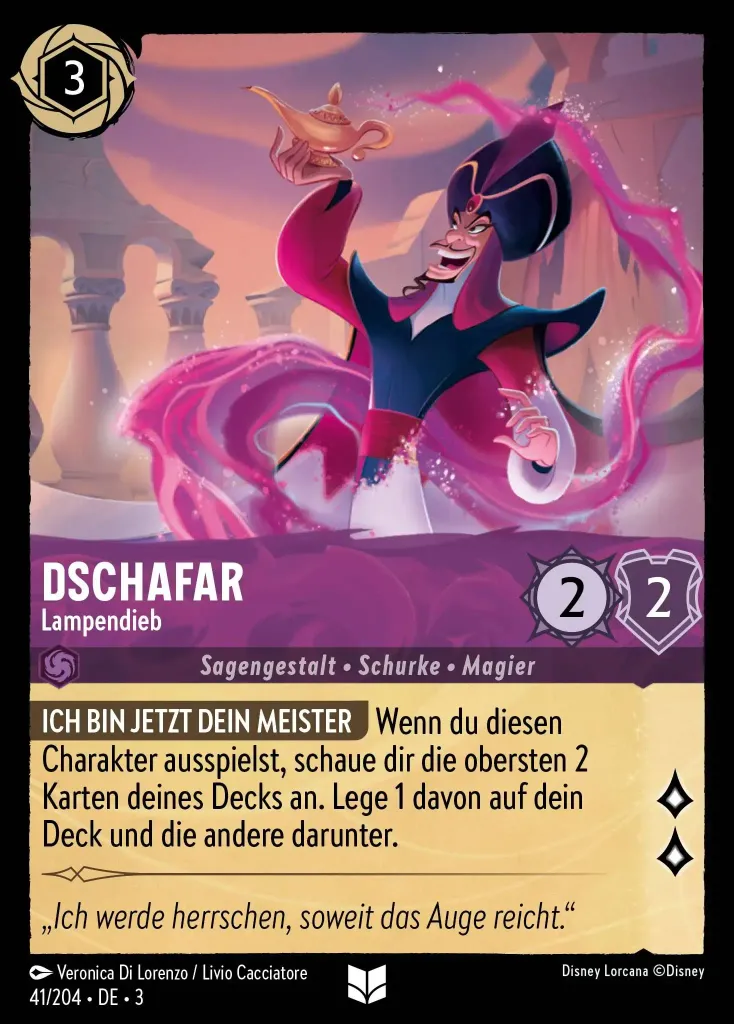 3
DSCHAFAR
Lampendieb
2
2
Sagengestalt • Schurke • Magier
ICH BIN JETZT DEIN MEISTER Wenn du diesen
Charakter ausspielst, schaue dir die obersten 2
Karten deines Decks an. Lege 1 davon auf dein
Deck und die andere darunter.
„Ich werde herrschen, soweit das Auge reicht.“
Veronica Di Lorenzo / Livio Cacciatore
Disney Lorcana ©Disney
41/204 • DE • 3